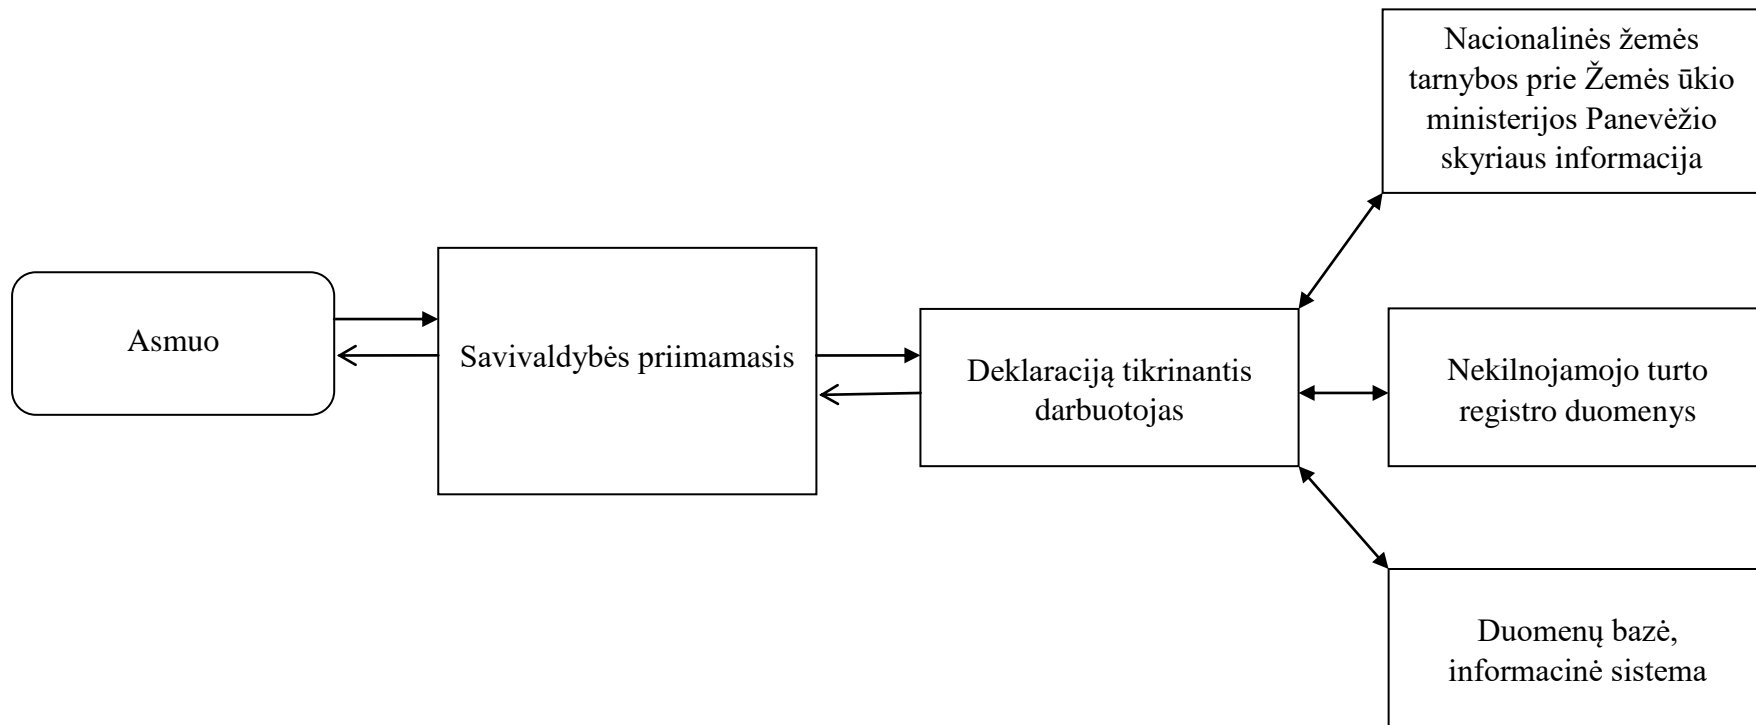 Asmuo
Savivaldybės priimamasis
Deklaraciją tikrinantis
darbuotojas
Nacionalinės žemės
tarnybos prie Žemės ūkio
ministerijos Panevėžio
skyriaus informacija
Nekilnojamojo turto
registro duomenys
Duomenų bazė,
informacinė sistema